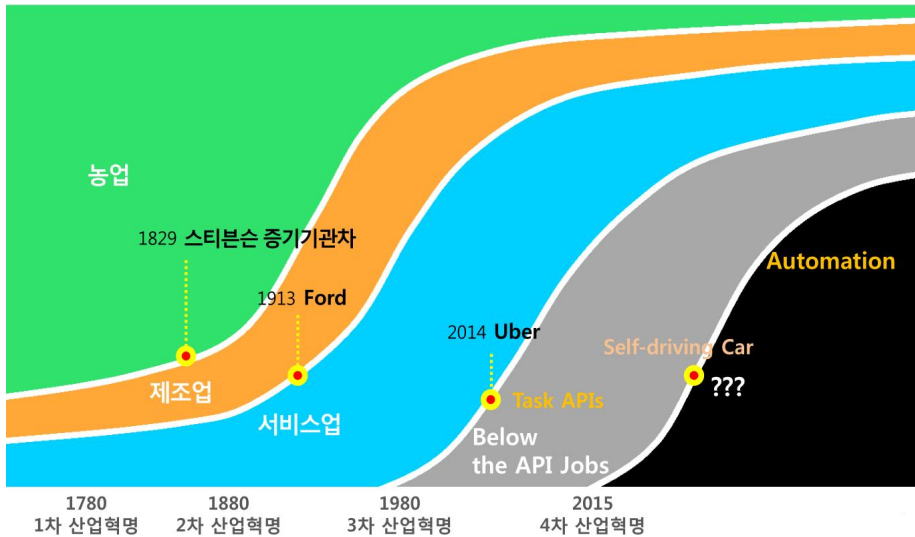 농업
1829 스티븐슨 증기기관차
1913 Ford
제조업
서비스업
2014 Uber
Task APIs
Below
the API Jobs
Self-driving Car
???
Automation
1780
1차 산업혁명
1880
2차 산업혁명
1980
3차 산업혁명
2015
4차 산업혁명